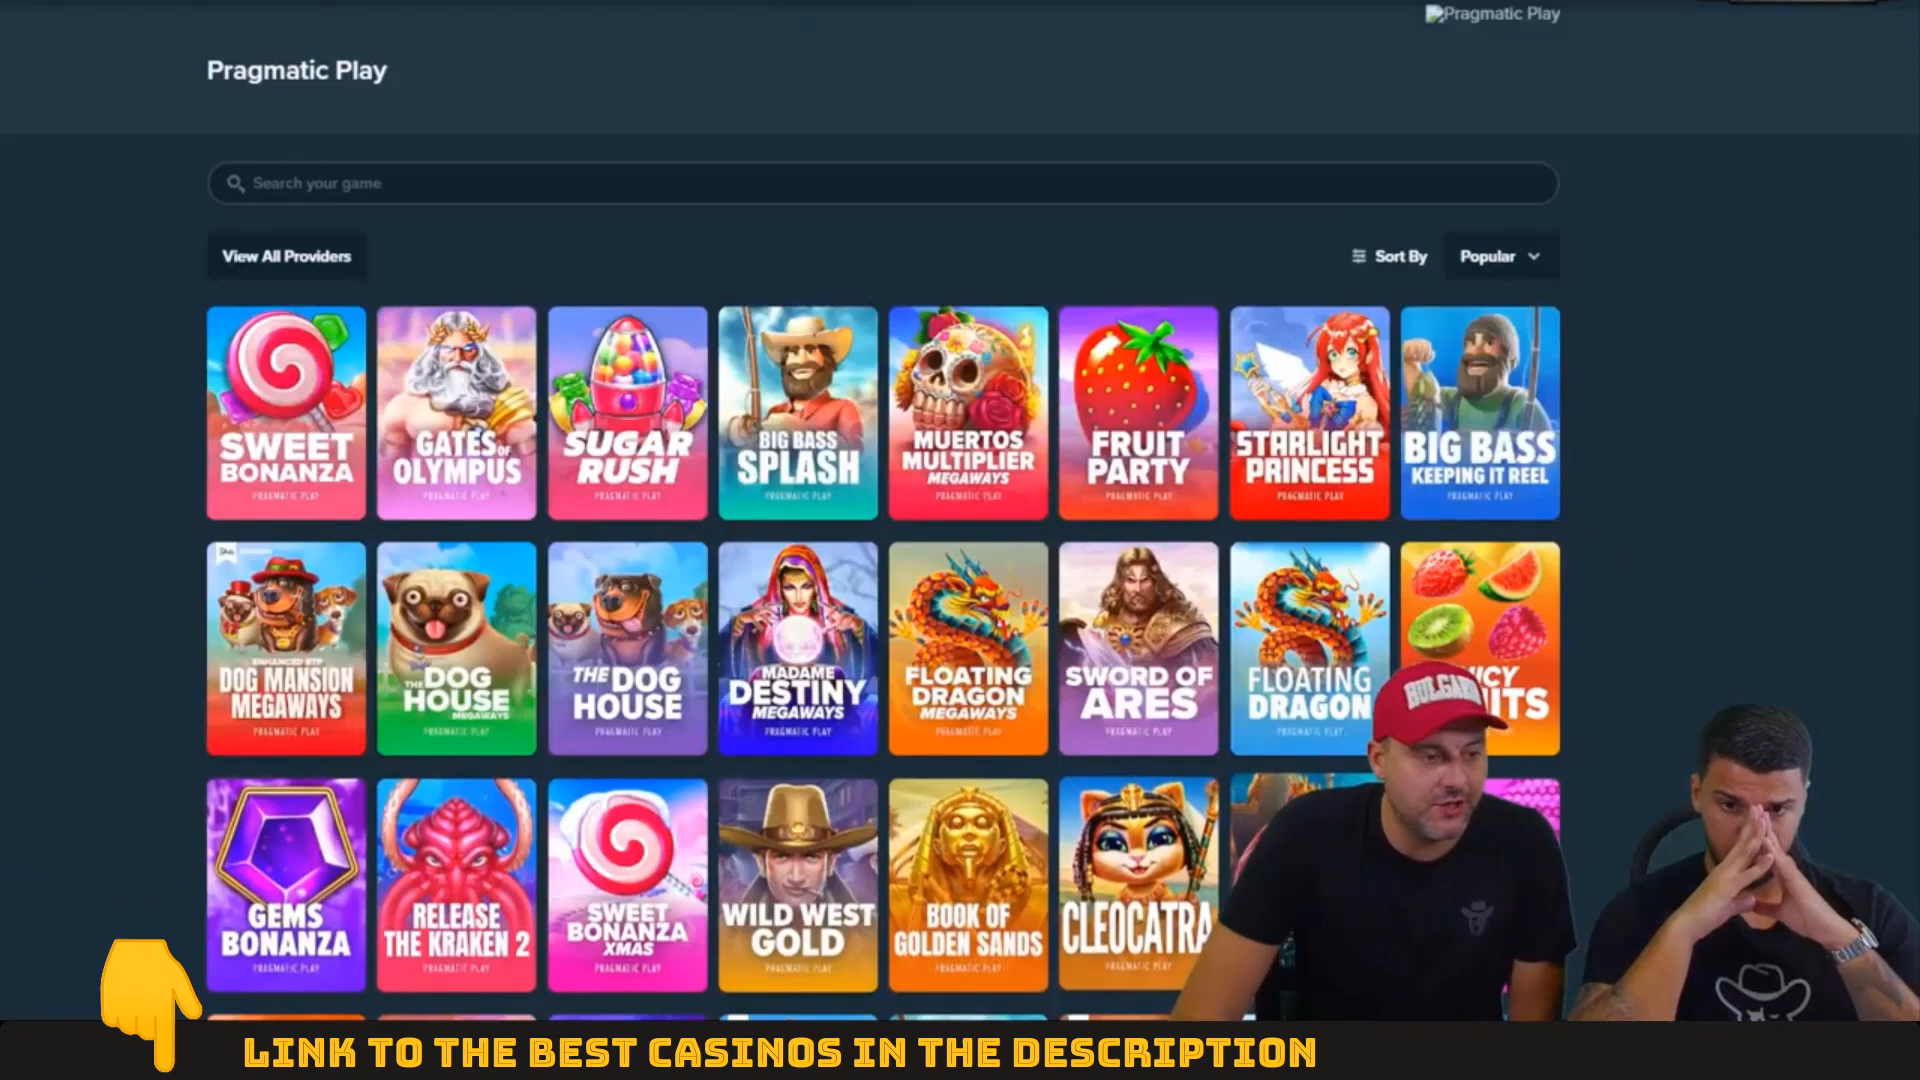 Pragmatic Play
Pragmatic Play
Search your game
View All Providers
Sort By
Popular
SWEET
BONANZA
PRAGMATIC PLAY
GATES OF
OLYMPUS
PRAGMATIC PLAY
SUGAR
RUSH
PRAGMATIC PLAY
BIG BASS
SPLASH
PRAGMATIC PLAY
MUERTOS
MULTIPLIER
MEGAWAYS
PRAGMATIC PLAY
FRUIT
PARTY
PRAGMATIC PLAY
STARLIGHT
PRINCESS
PRAGMATIC PLAY
BIG BASS
KEEPING IT REEL
PRAGMATIC PLAY
ENHANCED RTP
DOG MANSION
MEGAWAYS
PRAGMATIC PLAY
THE DOG
HOUSE
MEGAWAYS
PRAGMATIC PLAY
THE DOG
HOUSE
PRAGMATIC PLAY
MADAME
DESTINY
MEGAWAYS
PRAGMATIC PLAY
FLOATING
DRAGON
MEGAWAYS
PRAGMATIC PLAY
SWORD OF
ARES
PRAGMATIC PLAY
FLOATING
DRAGON
PRAGMATIC PLAY
GEMS
BONANZA
PRAGMATIC PLAY
RELEASE
THE KRAKEN 2
PRAGMATIC PLAY
SWEET
BONANZA
XMAS
PRAGMATIC PLAY
WILD WEST
GOLD
PRAGMATIC PLAY
BOOK OF
GOLDEN SANDS
PRAGMATIC PLAY
CLEOCATRA
PRAGMATIC PLAY
LINK TO THE BEST CASINOS IN THE DESCRIPTION